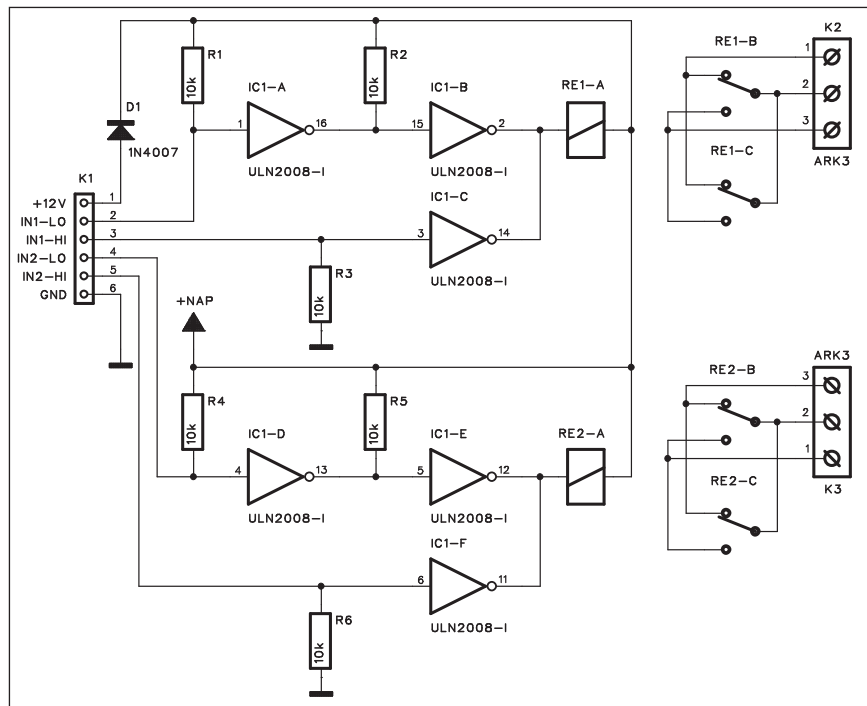 R1
10k
R2
10k
D1
1N4007
IC1-A
1
16
ULN2008-I
IC1-B
15
2
ULN2008-I
RE1-A
IC1-C
3
14
ULN2008-I
K1
+12V
1
IN1-LO
2
IN1-HI
3
IN2-LO
4
IN2-HI
5
GND
6
R3
10k
+NAP
R4
10k
R5
10k
IC1-D
4
13
ULN2008-I
IC1-E
5
12
ULN2008-I
RE2-A
IC1-F
6
11
ULN2008-I
R6
10k
RE1-B
RE1-C
K2
1
2
3
ARK3
RE2-B
RE2-C
ARK3
3
2
1
K3